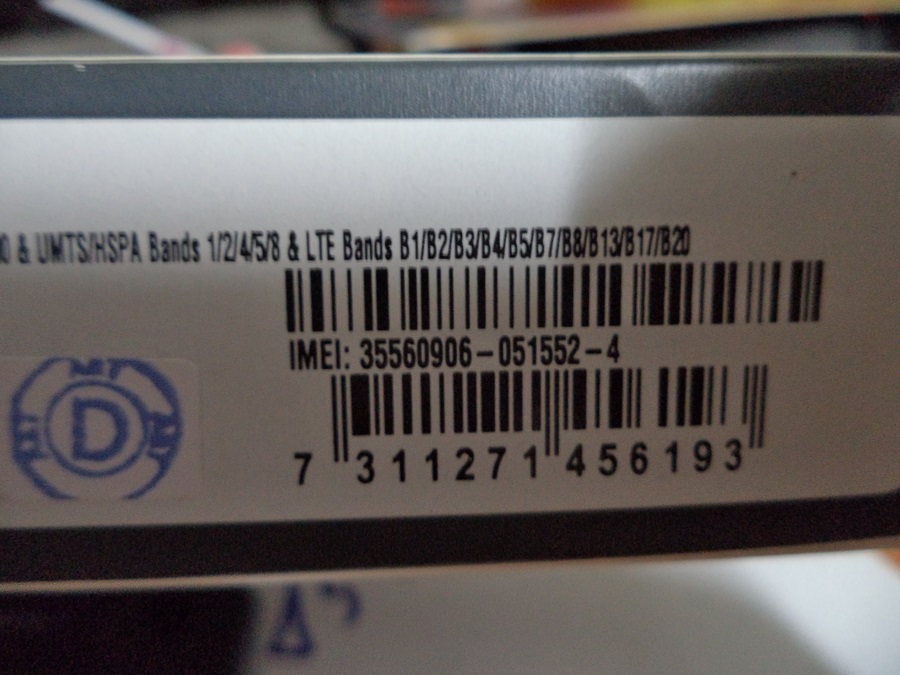 0 & UMTS/HSPA Bands 1/2/4/5/8 & LTE Bands B1/B2/B3/B4/B5/B7/B8/B13/B17/B20
IMEI: 35560906-051552-4
D
7 311271 456193